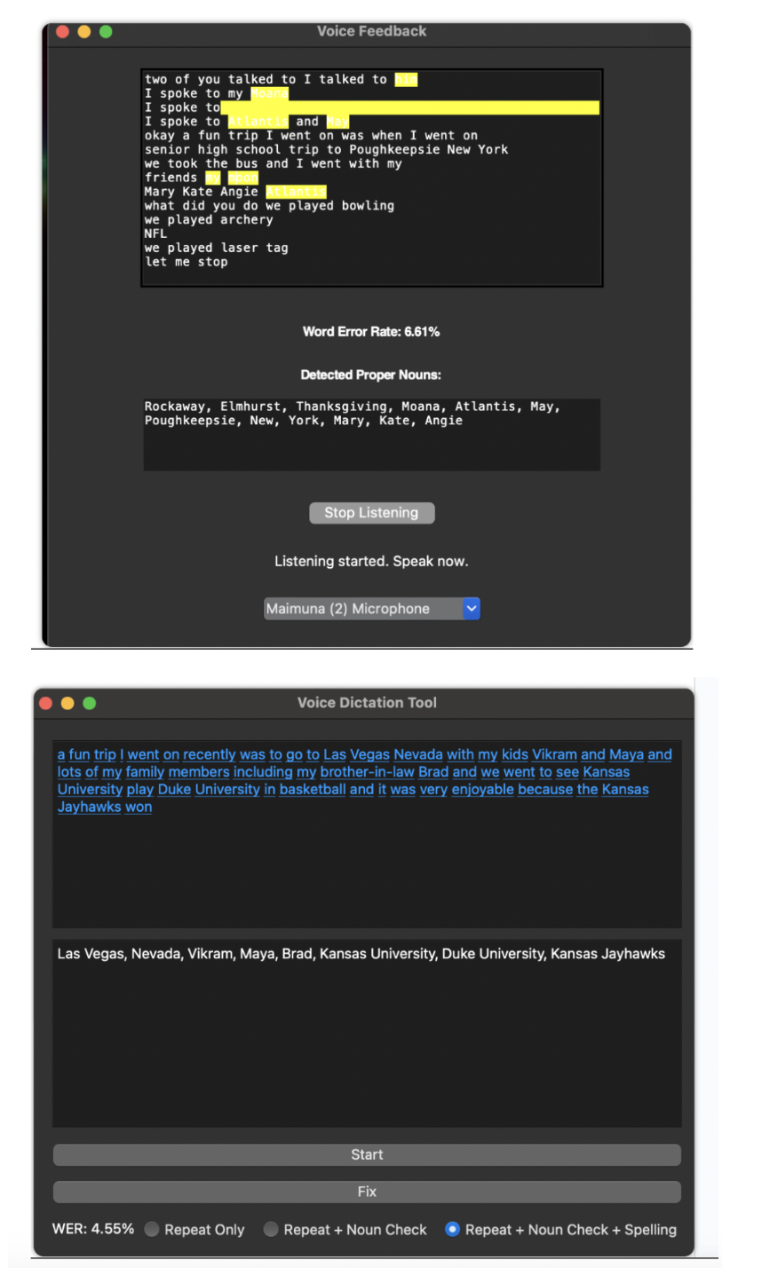 Voice Feedback
two of you talked to I talked to him
I spoke to my Moana
I spoke to
I spoke to Atlantis and May
okay a fun trip I went on was when I went on
senior high school trip to Poughkeepsie New York
we took the bus and I went with my
friends my
Mary Kate Angie Atlantis
what did you do we played bowling
we played archery
NFL
we played laser tag
let me stop
Word Error Rate: 6.61%
Detected Proper Nouns:
Rockaway, Elmhurst, Thanksgiving, Moana, Atlantis, May,
Poughkeepsie, New, York, Mary, Kate, Angie
Stop Listening
Listening started. Speak now.
Maimuna (2) Microphone
Voice Dictation Tool
a fun trip I went on recently was to go to Las Vegas Nevada with my kids Vikram and Maya and
lots of my family members including my brother-in-law Brad and we went to see Kansas
University play Duke University in basketball and it was very enjoyable because the Kansas
Jayhawks won
Las Vegas, Nevada, Vikram, Maya, Brad, Kansas University, Duke University, Kansas Jayhawks
Start
Fix
WER: 4.55% Repeat Only Repeat + Noun Check Repeat + Noun Check + Spelling